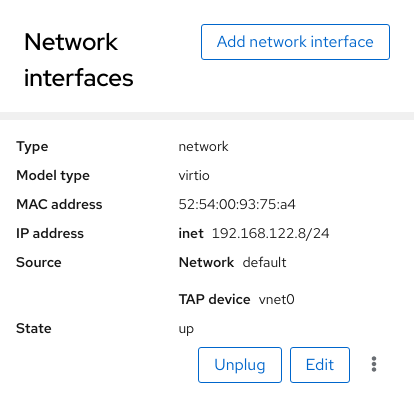 Network
interfaces
Add network interface
Type network
Model type virtio
MAC address 52:54:00:93:75:a4
IP address inet 192.168.122.8/24
Source Network default
TAP device vnet0
State up
Unplug Edit